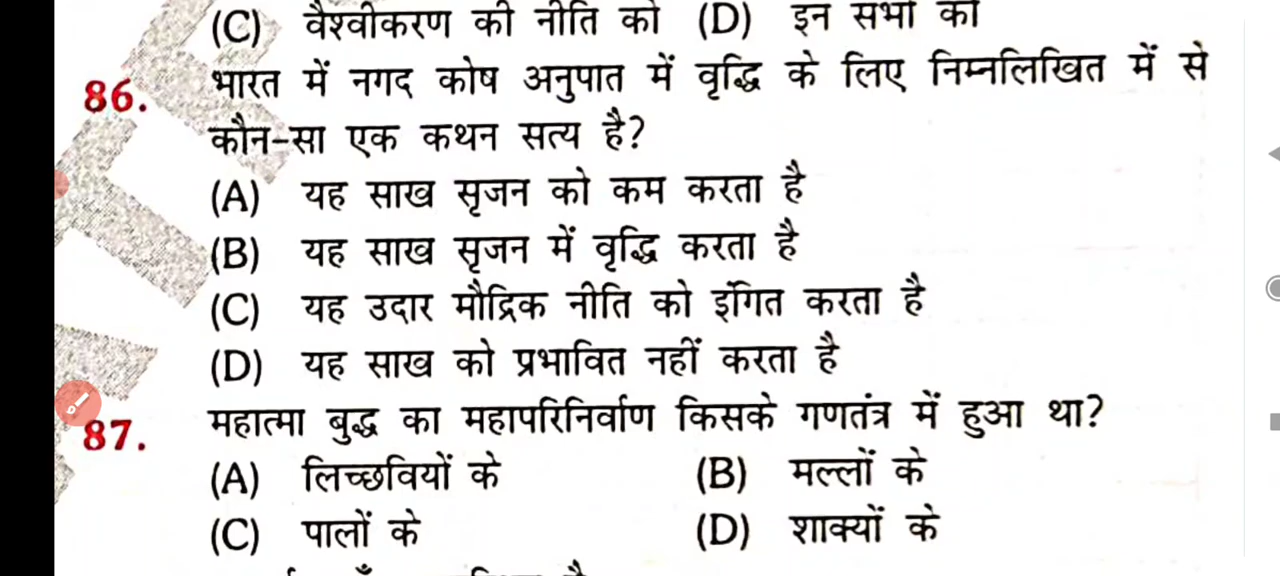 (C) वैश्वीकरण की नीति को (D) इन सभी को
86. भारत में नगद कोष अनुपात में वृद्धि के लिए निम्नलिखित में से
कौन-सा एक कथन सत्य है?
(A) यह साख सृजन को कम करता है
(B) यह साख सृजन में वृद्धि करता है
(C) यह उदार मौद्रिक नीति को इंगित करता है
(D) यह साख को प्रभावित नहीं करता है
87. महात्मा बुद्ध का महापरिनिर्वाण किसके गणतंत्र में हुआ था?
(A) लिच्छवियों के (B) मल्लों के
(C) पालों के (D) शाक्यों के